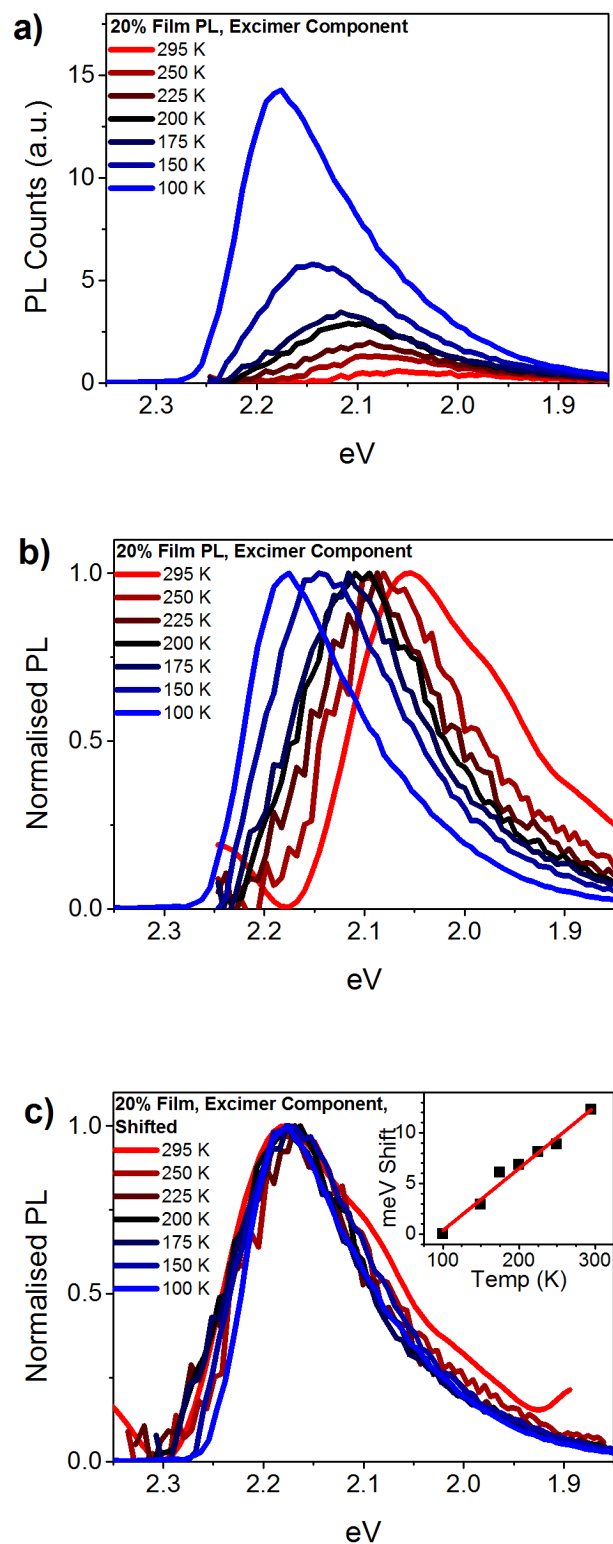 a)
20% Film PL, Excimer Component
295 K
250 K
225 K
200 K
175 K
150 K
100 K
PL Counts (a.u.)
15
10
5
0
2.3 2.2 2.1 2.0 1.9
eV
b)
20% Film PL, Excimer Component
295 K
250 K
225 K
200 K
175 K
150 K
100 K
Normalised PL
1.0
0.5
0.0
2.3 2.2 2.1 2.0 1.9
eV
c)
20% Film, Excimer Component,
Shifted
295 K
250 K
225 K
200 K
175 K
150 K
100 K
Normalised PL
1.0
0.5
0.0
2.3 2.2 2.1 2.0 1.9
eV
meV Shift
10
5
0
100 200 300
Temp (K)